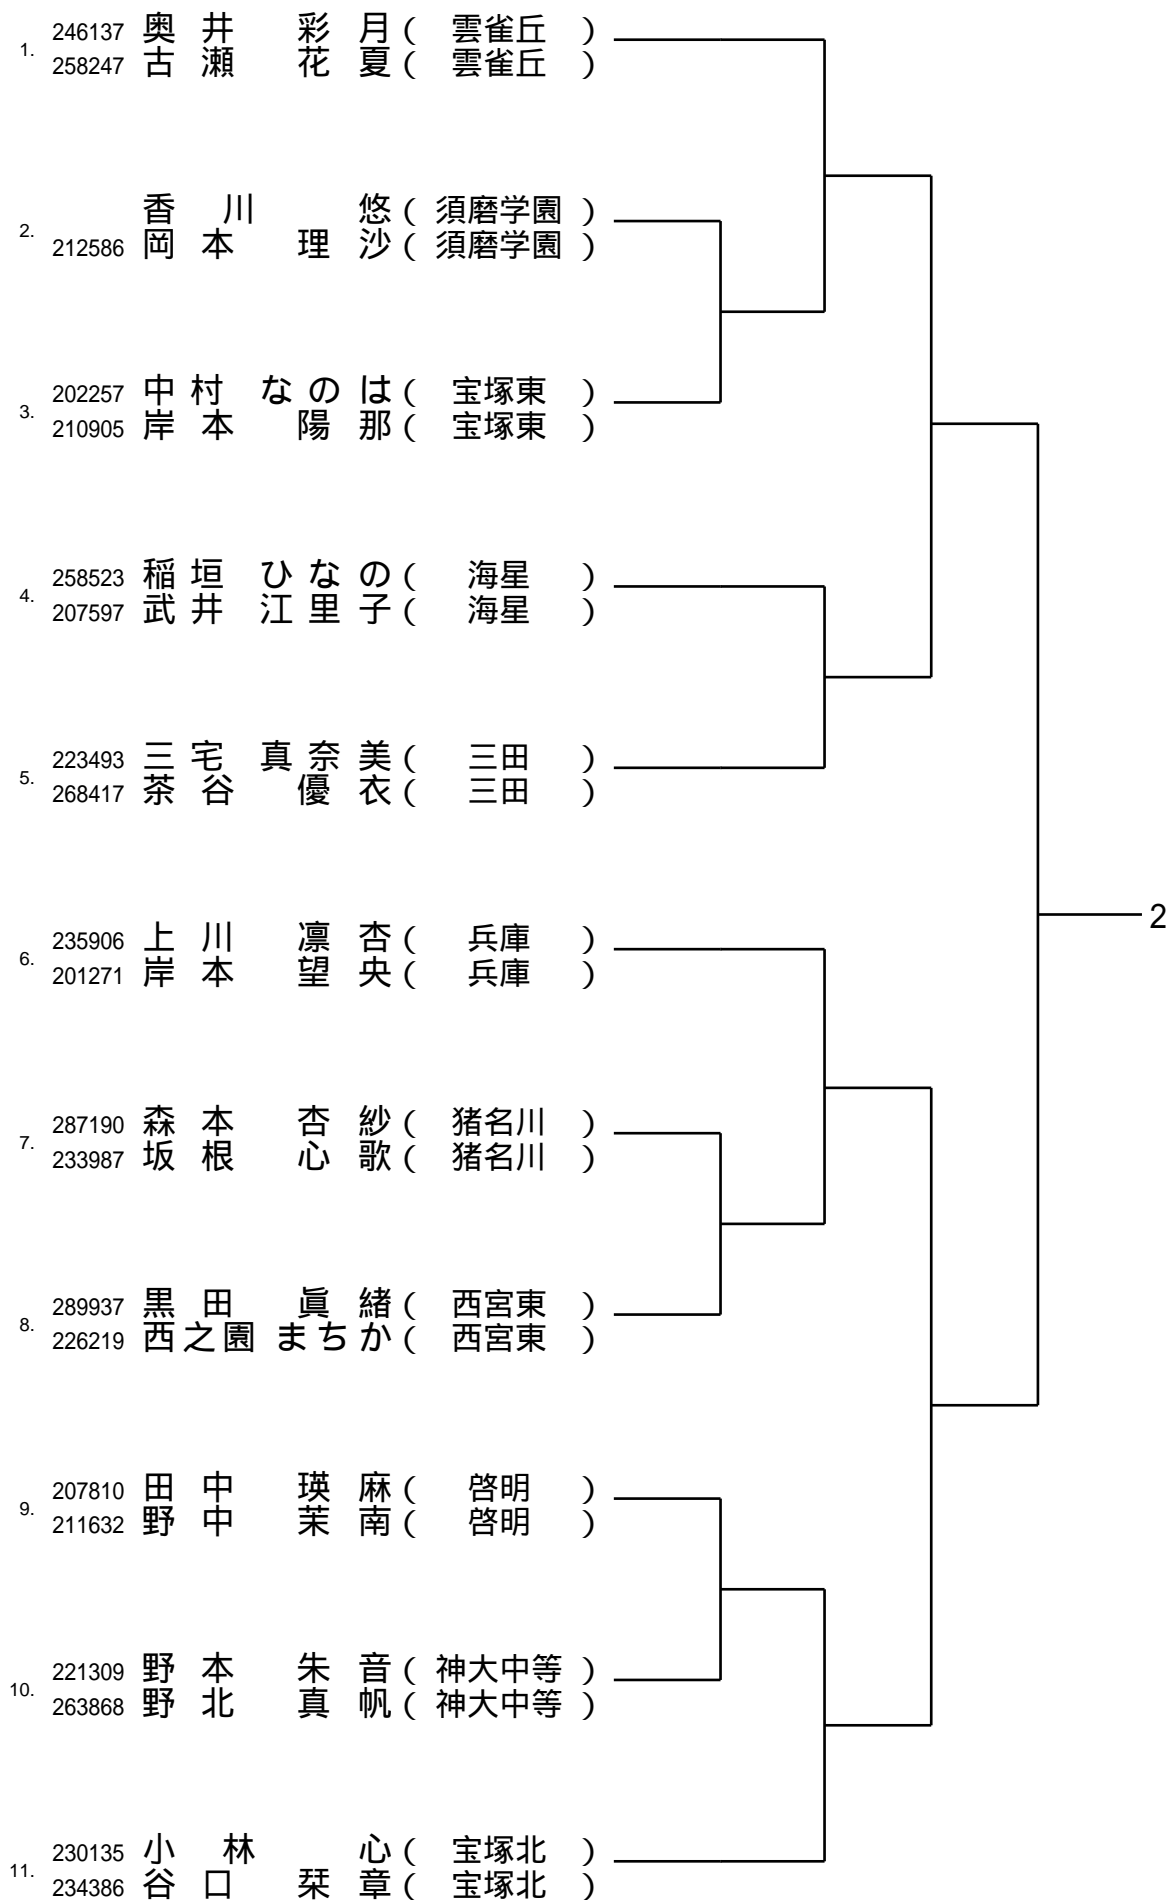 1. 246137 奥井 彩月 ( 雲雀丘 )
258247 古瀬 花夏 ( 雲雀丘 )
2. 香川 悠 ( 須磨学園 )
212586 岡本 理沙 ( 須磨学園 )
3. 202257 中村 なのは ( 宝塚東 )
210905 岸本 陽那 ( 宝塚東 )
4. 258523 稲垣 ひなの ( 海星 )
207597 武井 江里子 ( 海星 )
5. 223493 三宅 真奈美 ( 三田 )
268417 茶谷 優衣 ( 三田 )
2
6. 235906 上川 凛杏 ( 兵庫 )
201271 岸本 望央 ( 兵庫 )
7. 287190 森本 杏紗 ( 猪名川 )
233987 坂根 心歌 ( 猪名川 )
8. 289937 黒田 眞緒 ( 西宮東 )
226219 西之園 まちか ( 西宮東 )
9. 207810 田中 瑛麻 ( 啓明 )
211632 野中 茉南 ( 啓明 )
10. 221309 野本 朱音 ( 神大中等 )
263868 野北 真帆 ( 神大中等 )
11. 230135 小林 心 ( 宝塚北 )
234386 谷口 栞章 ( 宝塚北 )